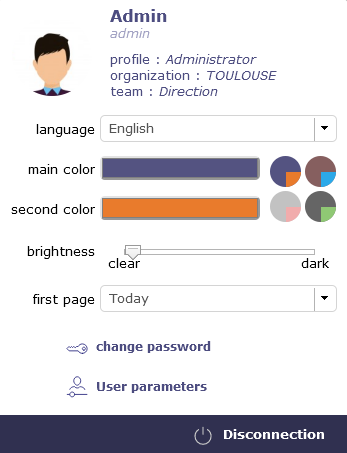 Admin
admin
profile : Administrator
organization : TOULOUSE
team : Direction
language English
main color
second color
brightness
clear dark
first page Today
change password
User parameters
Disconnection